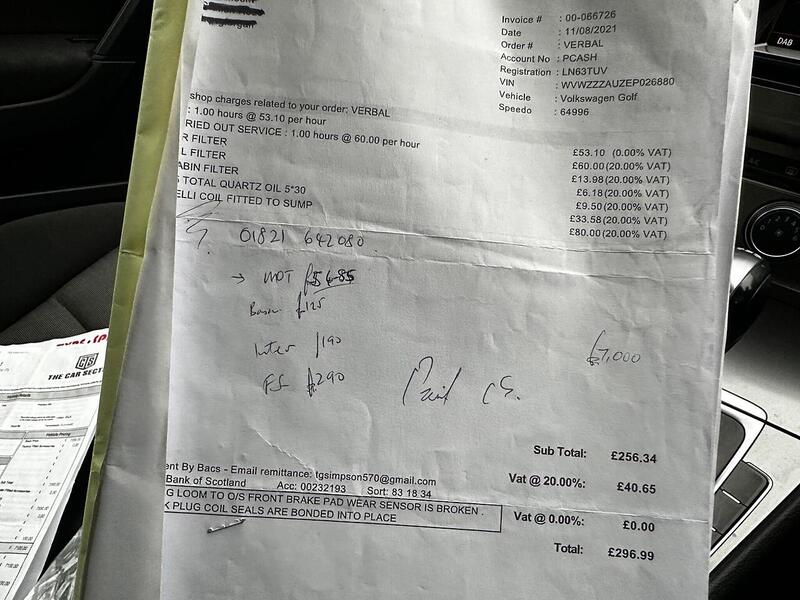 Invoice # : 00-066726
Date : 11/08/2021
Order # : VERBAL
Account No : PCASH
Registration : LN63TUV
VIN : WVWZZZAUZEP026880
Vehicle : Volkswagen Golf
Speedo : 64996
DAB
shop charges related to your order: VERBAL
: 1.00 hours @ 53.10 per hour £53.10 (0.00% VAT)
RIED OUT SERVICE : 1.00 hours @ 60.00 per hour £60.00 (20.00% VAT)
R FILTER £13.98 (20.00% VAT)
L FILTER £6.18 (20.00% VAT)
ABIN FILTER £9.50 (20.00% VAT)
TOTAL QUARTZ OIL 5*30 £33.58 (20.00% VAT)
ELLI COIL FITTED TO SUMP £80.00 (20.00% VAT)
01821 642080
→ MOT £54.85
£125
Inter £190
£7,000
FS £290
Paid
Sub Total: £256.34
ent By Bacs - Email remittance: tgsimpson570@gmail.com
Vat @ 20.00%: £40.65
Bank of Scotland Acc: 00232193 Sort: 83 18 34
G LOOM TO O/S FRONT BRAKE PAD WEAR SENSOR IS BROKEN .
K PLUG COIL SEALS ARE BONDED INTO PLACE
Vat @ 0.00%: £0.00
Total: £296.99
THE CAR SECT